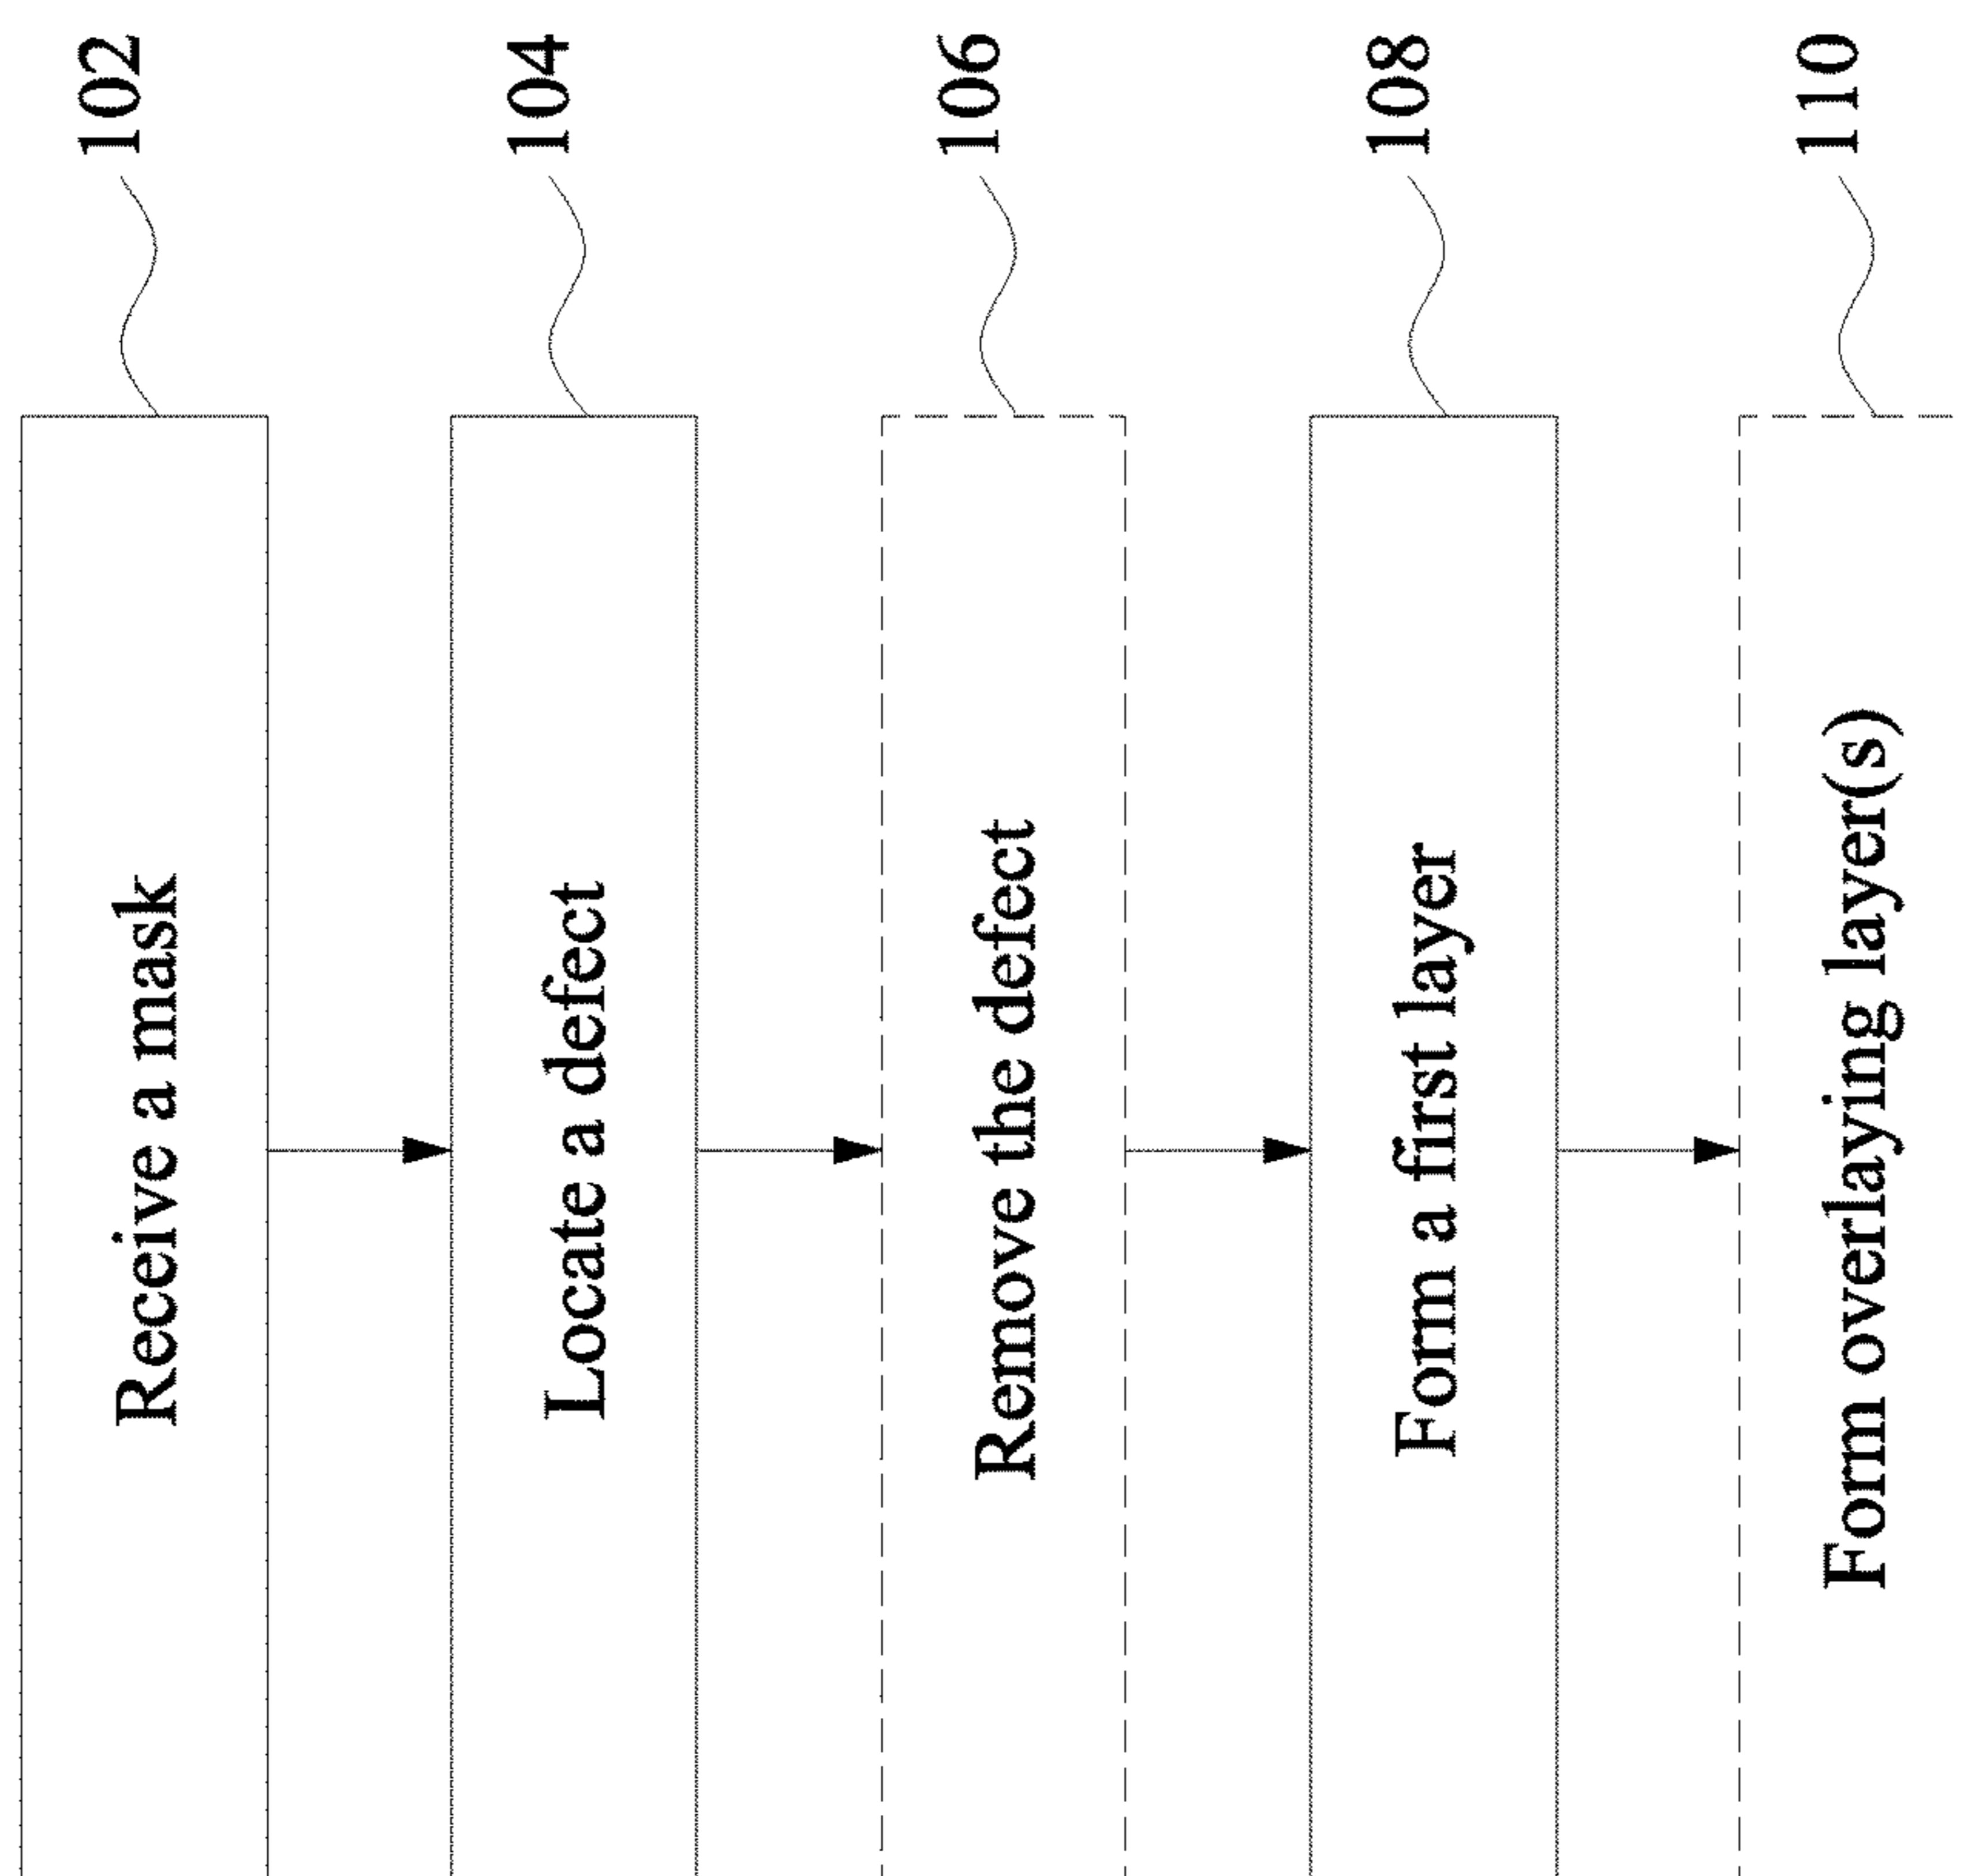 Receive a mask
102
Locate a defect
104
Remove the defect
106
Form a first layer
108
Form overlaying layer(s)
110